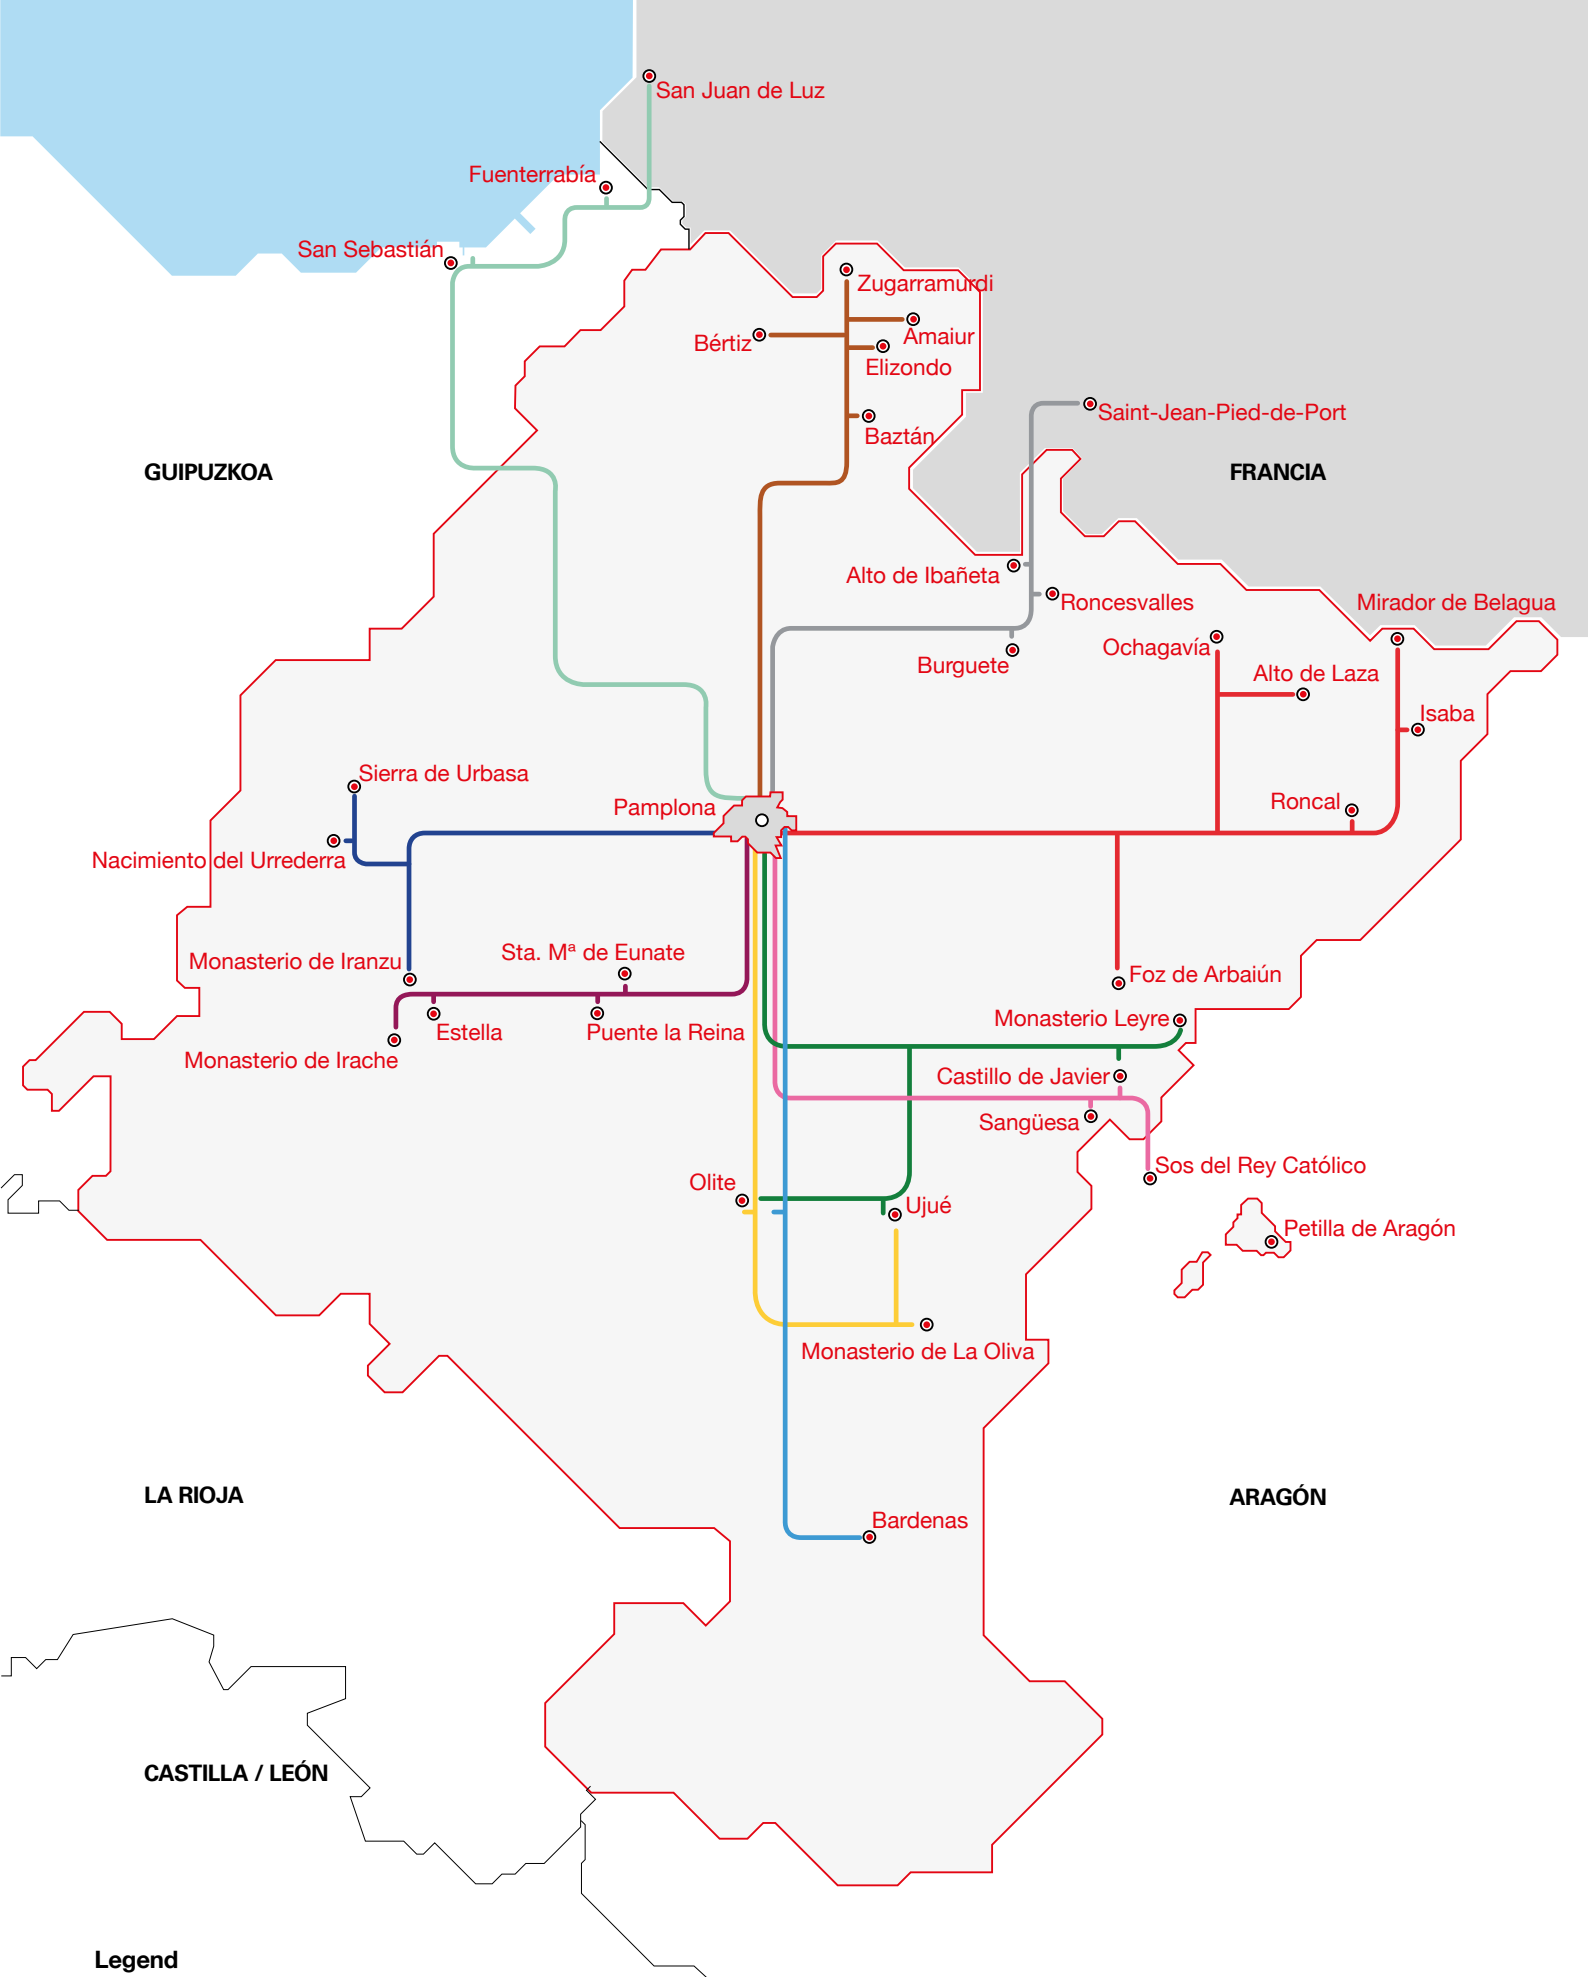 San Juan de Luz
Fuenterrabía
San Sebastián
Zugarramurdi
Amaiur
Bértiz
Elizondo
Saint-Jean-Pied-de-Port
Baztán
GUIPUZKOA
FRANCIA
Alto de Ibañeta
Roncesvalles
Mirador de Belagua
Ochagavía
Burguete
Alto de Laza
Isaba
Sierra de Urbasa
Roncal
Pamplona
Nacimiento del Urrederra
Sta. Mª de Eunate
Monasterio de Iranzu
Foz de Arbaiún
Monasterio Leyre
Estella
Puente la Reina
Monasterio de Irache
Castillo de Javier
Sangüesa
Sos del Rey Católico
Olite
Ujué
Petilla de Aragón
Monasterio de La Oliva
LA RIOJA
ARAGÓN
Bardenas
CASTILLA / LEÓN
Legend